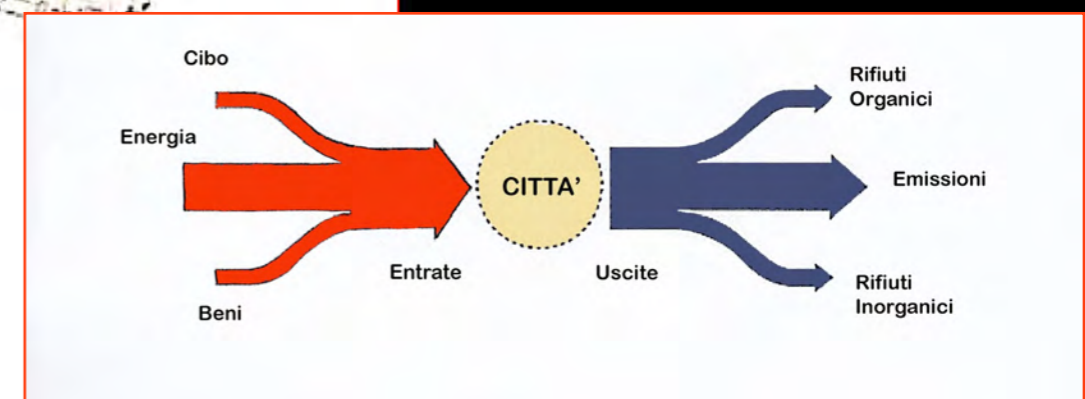 Cibo
Energia
Beni
Entrate
CITTA'
Uscite
Rifiuti
Organici
Emissioni
Rifiuti
Inorganici